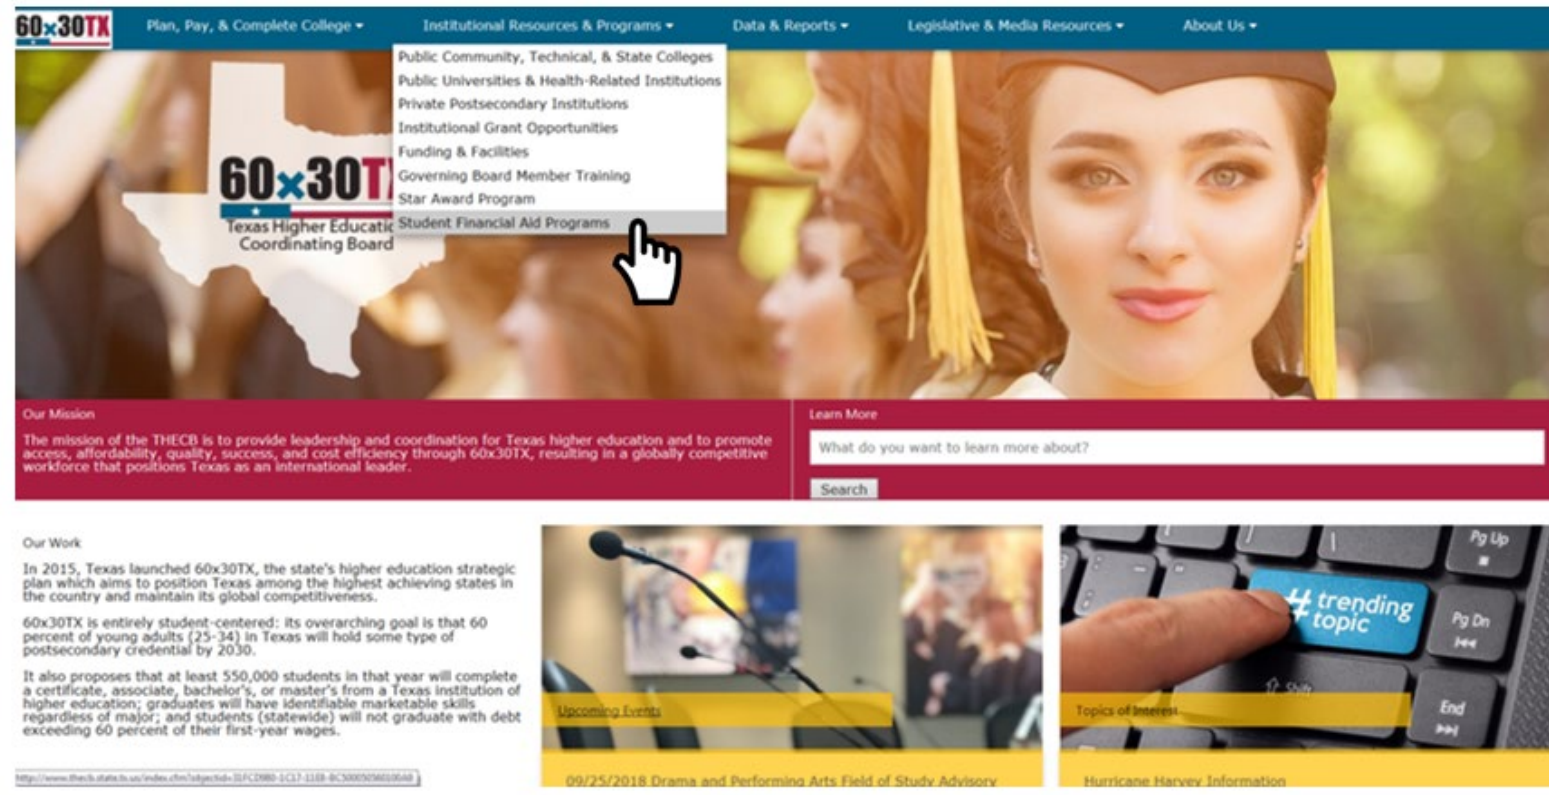 60x30TX
Plan, Pay, & Complete College
Institutional Resources & Programs
Data & Reports
Legislative & Media Resources
About Us
Public Community, Technical, & State Colleges
Public Universities & Health-Related Institutions
Private Postsecondary Institutions
Institutional Grant Opportunities
Funding & Facilities
Governing Board Member Training
Star Award Program
Student Financial Aid Programs
60x30T
Texas Higher Educatio
Coordinating Board
Our Mission
The mission of the THECB is to provide leadership and coordination for Texas higher education and to promote
access, affordability, quality, success, and cost efficiency through 60x30TX, resulting in a globally competitive
workforce that positions Texas as an international leader.
Learn More
What do you want to learn more about?
Search
Our Work
In 2015, Texas launched 60x30TX, the state's higher education strategic
plan which aims to position Texas among the highest achieving states in
the country and maintain its global competitiveness.
60x30TX is entirely student-centered: its overarching goal is that 60
percent of young adults (25-34) in Texas will hold some type of
postsecondary credential by 2030.
It also proposes that at least 550,000 students in that year will complete
a certificate, associate, bachelor's, or master's from a Texas institution of
higher education; graduates will have identifiable marketable skills
regardless of major; and students (statewide) will not graduate with debt
exceeding 60 percent of their first-year wages.
Upcoming Events
09/25/2018 Drama and Performing Arts Field of Study Advisory
Pg Up
# trending
topic
Pg Dn
Shift
End
Topics of Interest
Hurricane Harvey Information